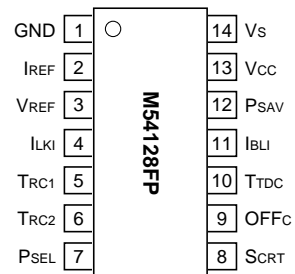 GND 1 14 VS
IREF 2 13 VCC
VREF 3 12 PSAV
ILKI 4 11 IBLI
TRC1 5 10 TTDC
TRC2 6 9 OFFC
PSEL 7 8 SCRT
M54128FP